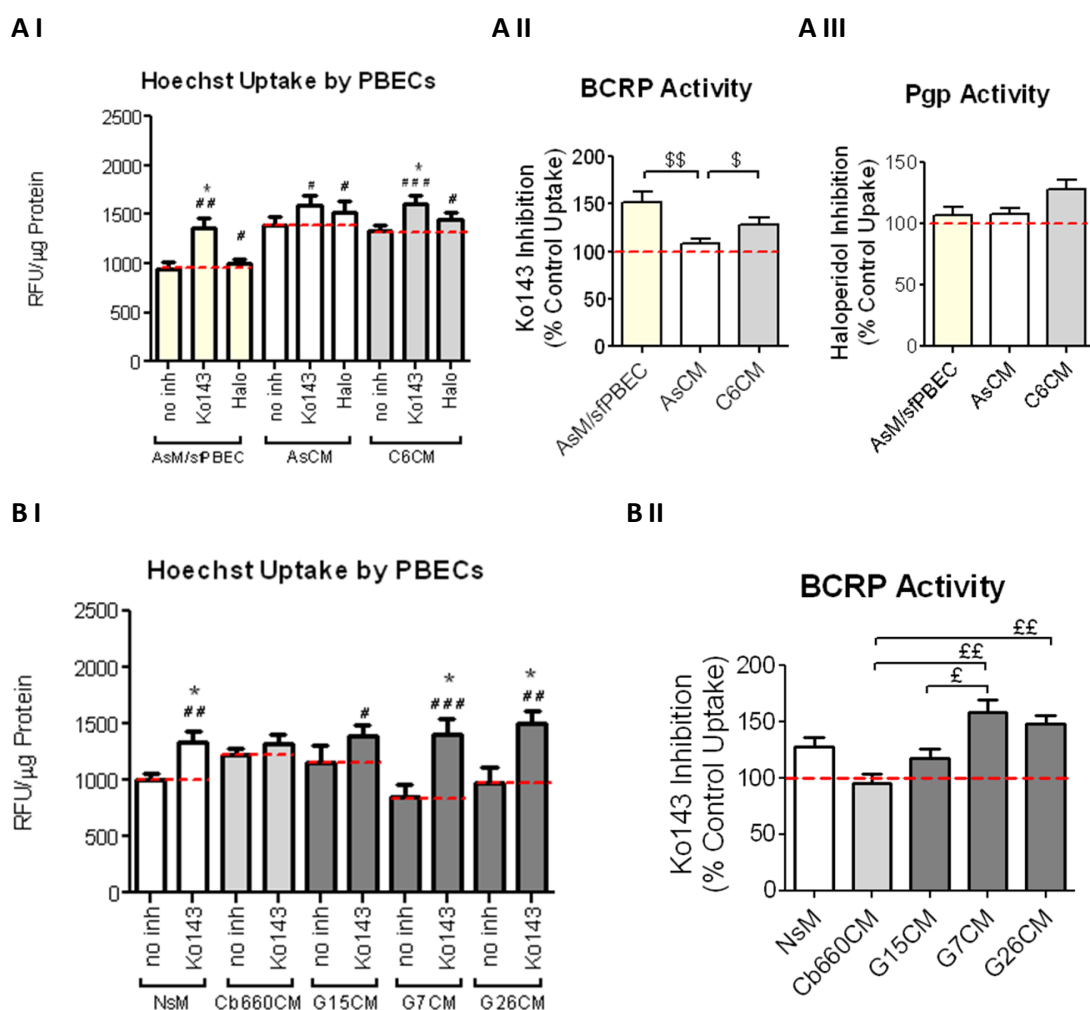 A I
A II
A III
Hoechst Uptake by PBECs
RFU/µg Protein
2500
2000
1500
1000
500
0
*
##
#
#
#
*
###
#
no inh
Ko143
Halo
no inh
Ko143
Halo
no inh
Ko143
Halo
AsM/sfPBEC
AsCM
C6CM
BCRP Activity
Ko143 Inhibition
(% Control Uptake)
200
150
100
50
0
$$
$
AsM/sfPBEC
AsCM
C6CM
Pgp Activity
Haloperidol Inhibition
(% Control Upake)
150
100
50
0
AsM/sfPBEC
AsCM
C6CM
B I
B II
Hoechst Uptake by PBECs
RFU/µg Protein
2500
2000
1500
1000
500
0
*
##
#
*
###
*
##
no inh
Ko143
no inh
Ko143
no inh
Ko143
no inh
Ko143
no inh
Ko143
NsM
Cb660CM
G15CM
G7CM
G26CM
BCRP Activity
Ko143 Inhibition
(% Control Uptake)
200
150
100
50
0
££
££
£
NsM
Cb660CM
G15CM
G7CM
G26CM